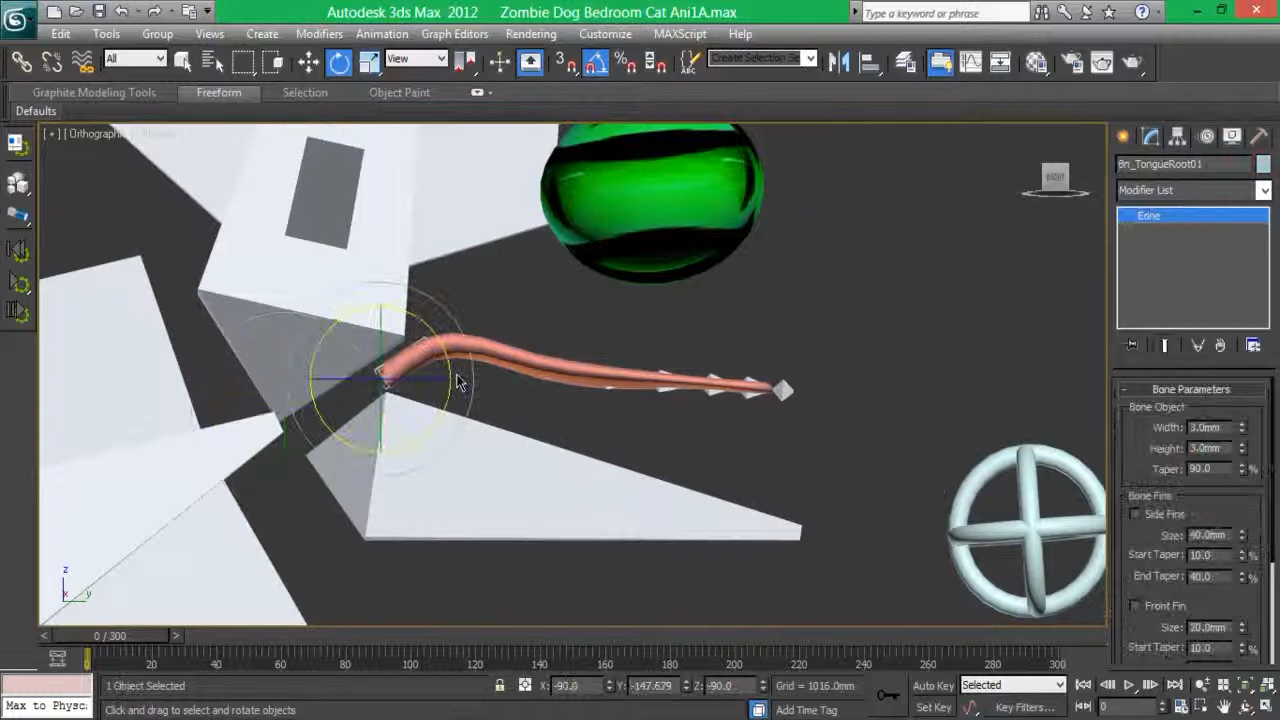 Autodesk 3ds Max 2012 Zombie Dog Bedroom Cat Ani1A.max
Type a keyword or phrase
Edit Tools Group Views Create Modifiers Animation Graph Editors Rendering Customize MAXScript Help
All
View
Create Selection Se
Graphite Modeling Tools Freeform Selection Object Paint
Defaults
[ + ] [ Orthographic
RIGHT
Bn_TongueRoot01
Modifier List
Bone
Bone Parameters
Bone Object
Width: 3.0mm
Height: 3.0mm
Taper: 90.0 %
Bone Fins
Side Fins
Size: 40.0mm
Start Taper: 10.0 %
End Taper: 40.0 %
Front Fin
Size: 20.0mm
Start Taper: 10.0
z
x y
< 0 / 300 >
0 20 40 60 80 100 120 140 160 180 200 220 240 260 280 300
1 Object Selected X: -90.0 Y: -147.679 Z: -90.0 Grid = 1016.0mm Auto Key Selected
Max to Physc Click and drag to select and rotate objects Add Time Tag Set Key Key Filters... 0